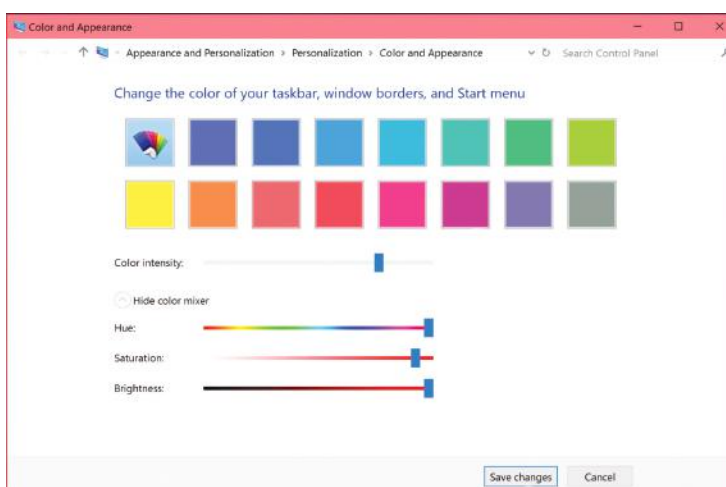 Color and Appearance
Appearance and Personalization › Personalization › Color and Appearance
Search Control Panel
Change the color of your taskbar, window borders, and Start menu
Color intensity:
Hide color mixer
Hue:
Saturation:
Brightness:
Save changes
Cancel